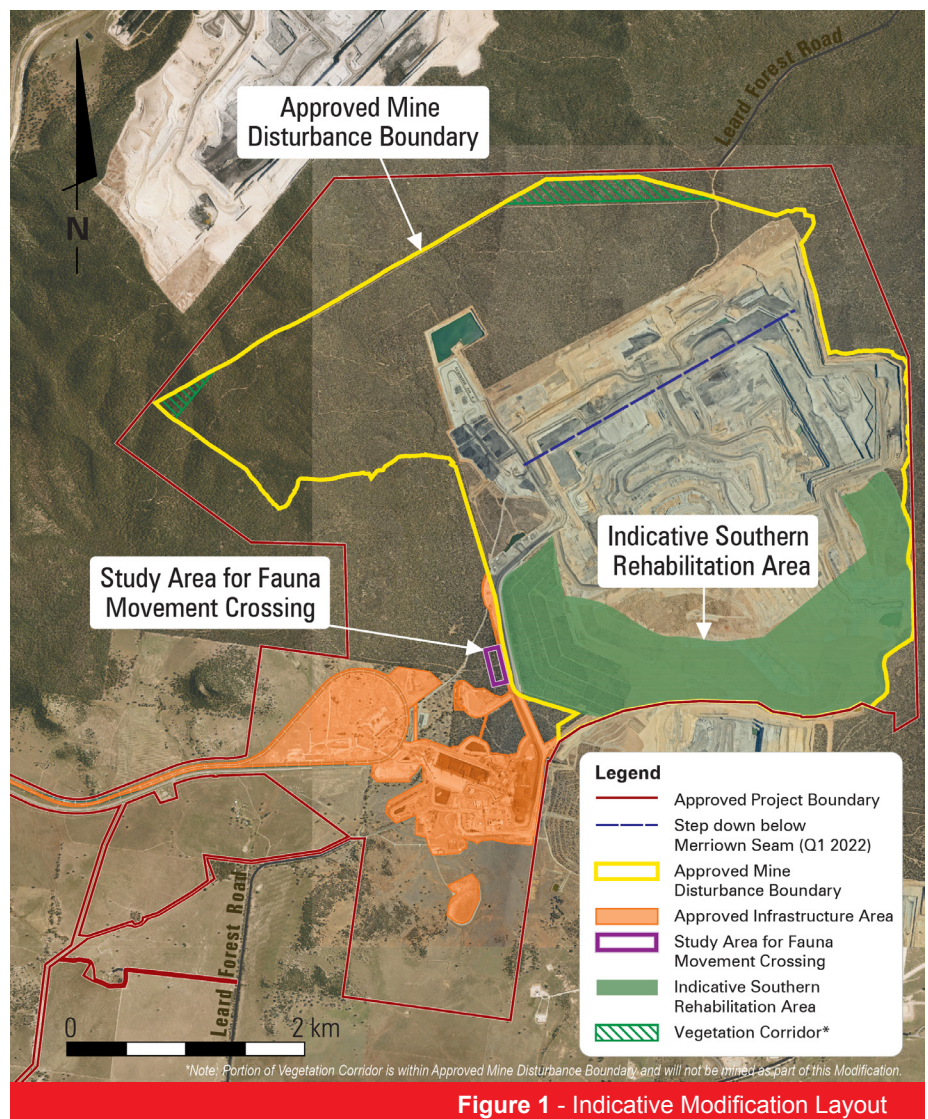 Leard Forest Road
Approved Mine
Disturbance Boundary
N
Indicative Southern
Rehabilitation Area
Study Area for Fauna
Movement Crossing
Legend
Approved Project Boundary
Step down below
Merriown Seam (Q1 2022)
Approved Mine
Disturbance Boundary
Approved Infrastructure Area
Study Area for Fauna
Movement Crossing
Indicative Southern
Rehabilitation Area
Vegetation Corridor*
Leard Forest Road
0 2 km
*Note: Portion of Vegetation Corridor is within Approved Mine Disturbance Boundary and will not be mined as part of this Modification.
Figure 1 - Indicative Modification Layout